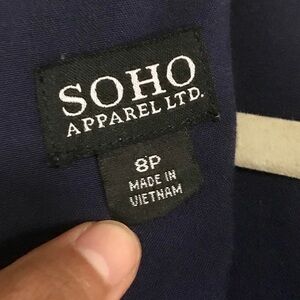 SOHO
APPAREL LTD.
8P
MADE IN
VIETNAM